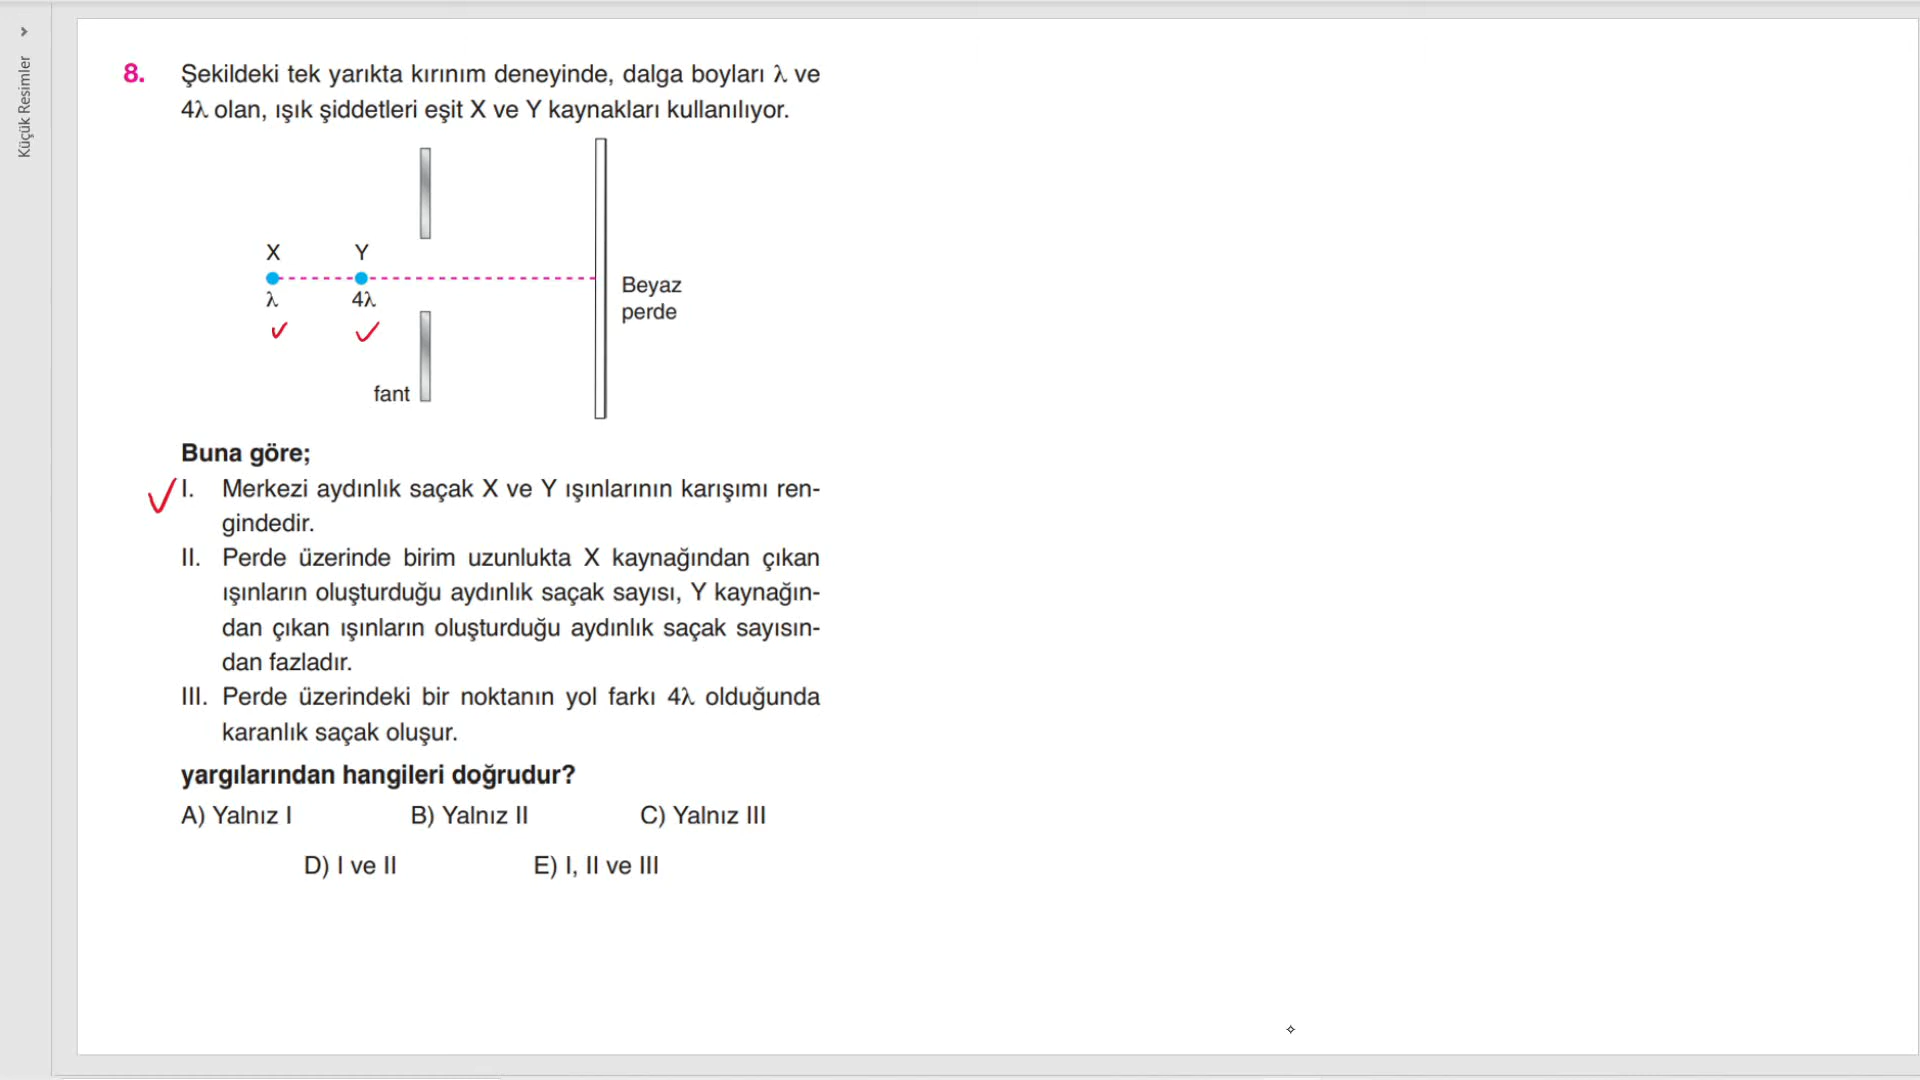 Küçük Resimler
8. Şekildeki tek yarıkta kırınım deneyinde, dalga boyları λ ve
4λ olan, ışık şiddetleri eşit X ve Y kaynakları kullanılıyor.
X Y
λ 4λ
Beyaz
perde
fant
Buna göre;
I. Merkezi aydınlık saçak X ve Y ışınlarının karışımı ren-
gindedir.
II. Perde üzerinde birim uzunlukta X kaynağından çıkan
ışınların oluşturduğu aydınlık saçak sayısı, Y kaynağın-
dan çıkan ışınların oluşturduğu aydınlık saçak sayısın-
dan fazladır.
III. Perde üzerindeki bir noktanın yol farkı 4λ olduğunda
karanlık saçak oluşur.
yargılarından hangileri doğrudur?
A) Yalnız I B) Yalnız II C) Yalnız III
D) I ve II E) I, II ve III